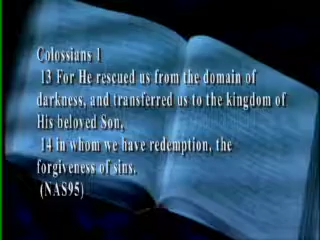 Colossians 1
13 For He rescued us from the domain of
darkness, and transferred us to the kingdom of
His beloved Son,
14 in whom we have redemption, the
forgiveness of sins.
(NAS95)